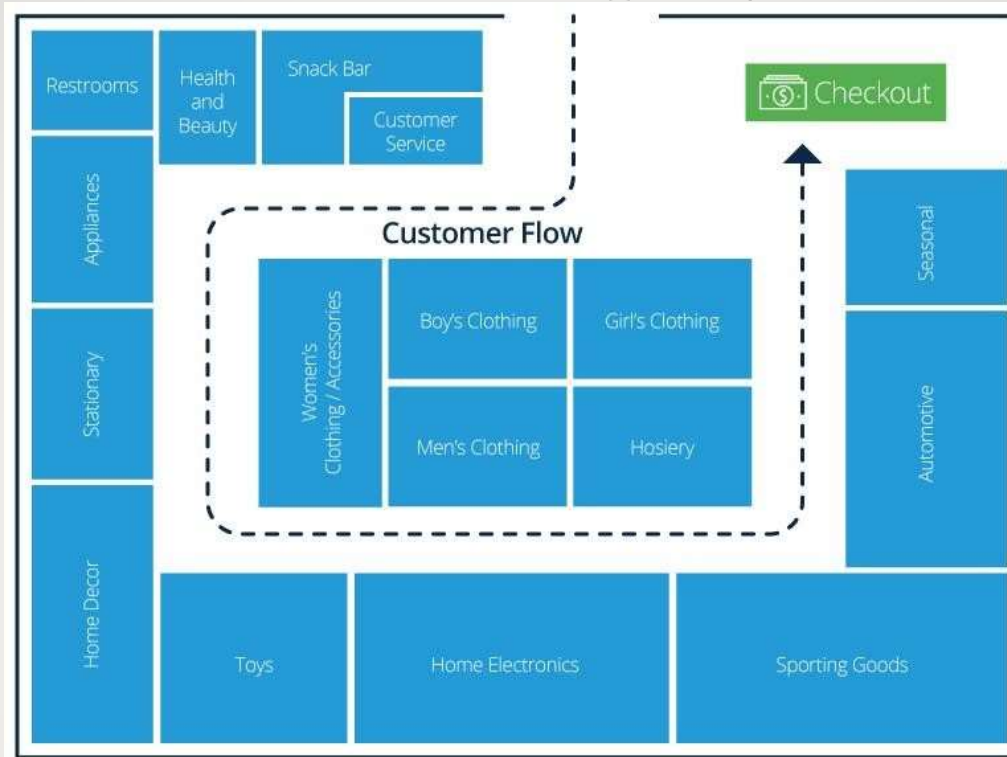 Restrooms
Health
and
Beauty
Snack Bar
Customer
Service
$ Checkout
Appliances
Customer Flow
Seasonal
Women's
Clothing / Accessories
Boy's Clothing
Girl's Clothing
Stationary
Men's Clothing
Hosiery
Automotive
Home Decor
Toys
Home Electronics
Sporting Goods